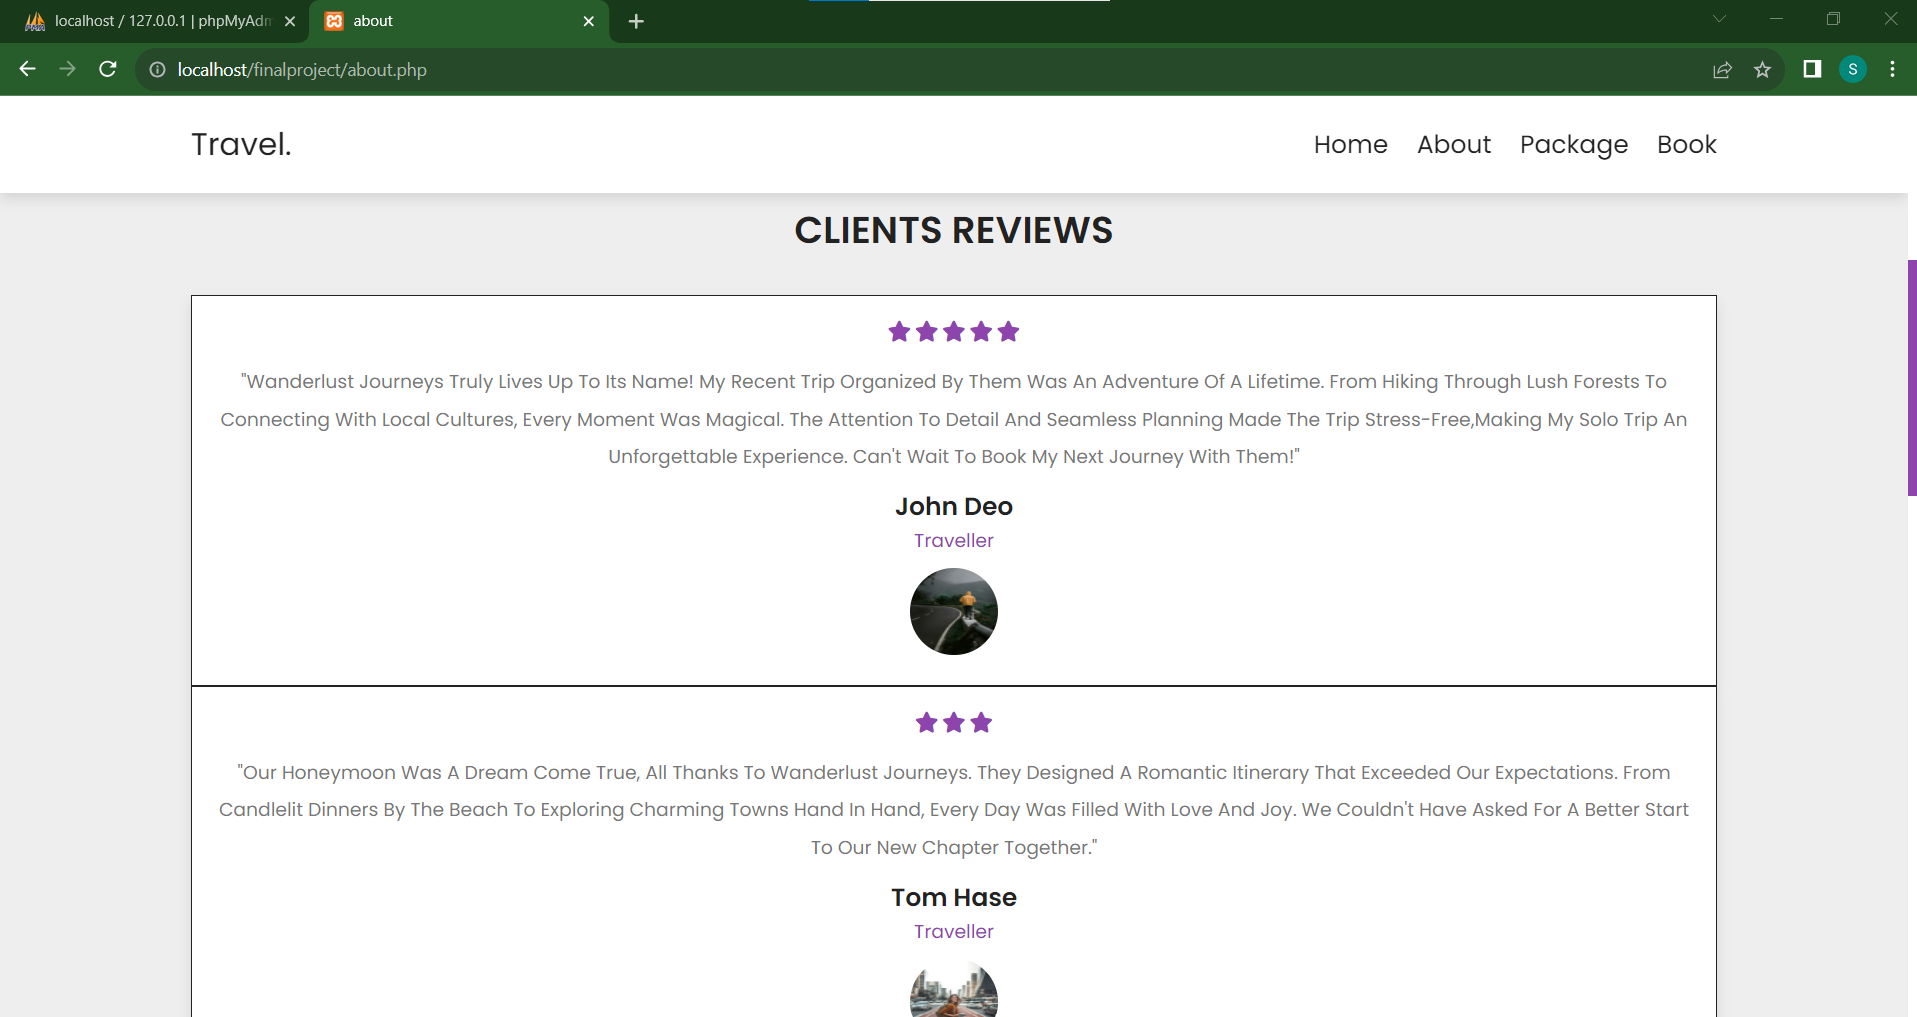 localhost / 127.0.0.1 | phpMyAdm
about
localhost/finalproject/about.php
S
Travel.
Home About Package Book
CLIENTS REVIEWS
"Wanderlust Journeys Truly Lives Up To Its Name! My Recent Trip Organized By Them Was An Adventure Of A Lifetime. From Hiking Through Lush Forests To
Connecting With Local Cultures, Every Moment Was Magical. The Attention To Detail And Seamless Planning Made The Trip Stress-Free,Making My Solo Trip An
Unforgettable Experience. Can't Wait To Book My Next Journey With Them!"
John Deo
Traveller
"Our Honeymoon Was A Dream Come True, All Thanks To Wanderlust Journeys. They Designed A Romantic Itinerary That Exceeded Our Expectations. From
Candlelit Dinners By The Beach To Exploring Charming Towns Hand In Hand, Every Day Was Filled With Love And Joy. We Couldn't Have Asked For A Better Start
To Our New Chapter Together."
Tom Hase
Traveller